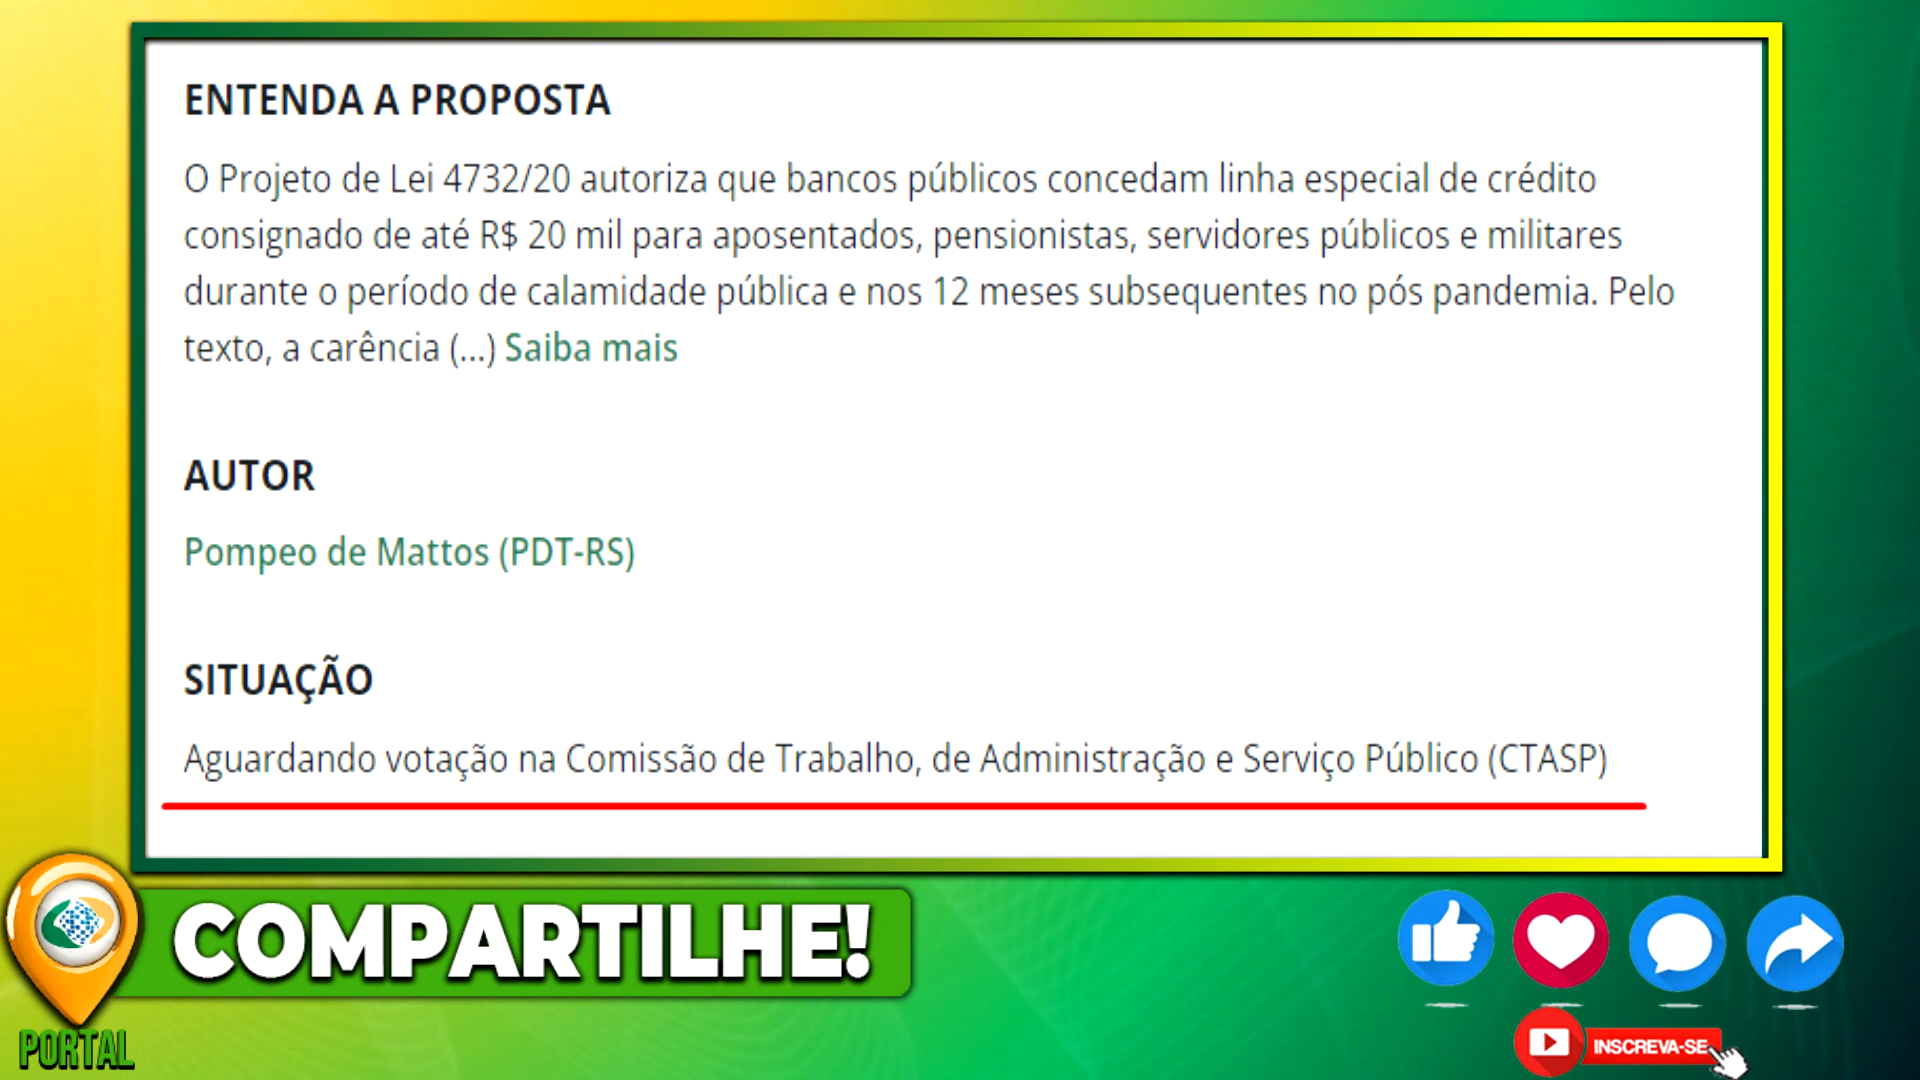 ENTENDA A PROPOSTA
O Projeto de Lei 4732/20 autoriza que bancos públicos concedam linha especial de crédito
consignado de até R$ 20 mil para aposentados, pensionistas, servidores públicos e militares
durante o período de calamidade pública e nos 12 meses subsequentes no pós pandemia. Pelo
texto, a carência (...) Saiba mais
AUTOR
Pompeo de Mattos (PDT-RS)
SITUAÇÃO
Aguardando votação na Comissão de Trabalho, de Administração e Serviço Público (CTASP)
COMPARTILHE!
PORTAL
INSCREVA-SE